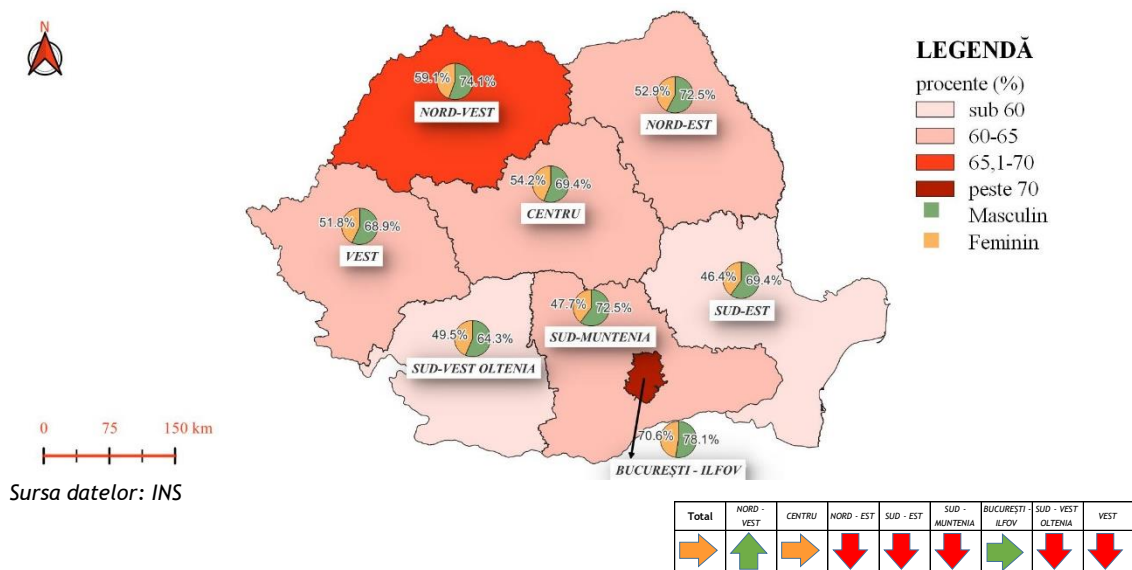 N
LEGENDĂ
procente (%)
sub 60
60-65
65,1-70
peste 70
Masculin
Feminin
59.1% 74.1%
NORD-VEST
52.9% 72.5%
NORD-EST
54.2% 69.4%
CENTRU
51.8% 68.9%
VEST
46.4% 69.4%
SUD-EST
47.7% 72.5%
SUD-MUNTENIA
49.5% 64.3%
SUD-VEST OLTENIA
70.6% 78.1%
BUCUREȘTI - ILFOV
0 75 150 km
Sursa datelor: INS
Total
NORD -
VEST
CENTRU
NORD - EST
SUD - EST
SUD -
MUNTENIA
BUCUREȘTI -
ILFOV
SUD - VEST
OLTENIA
VEST